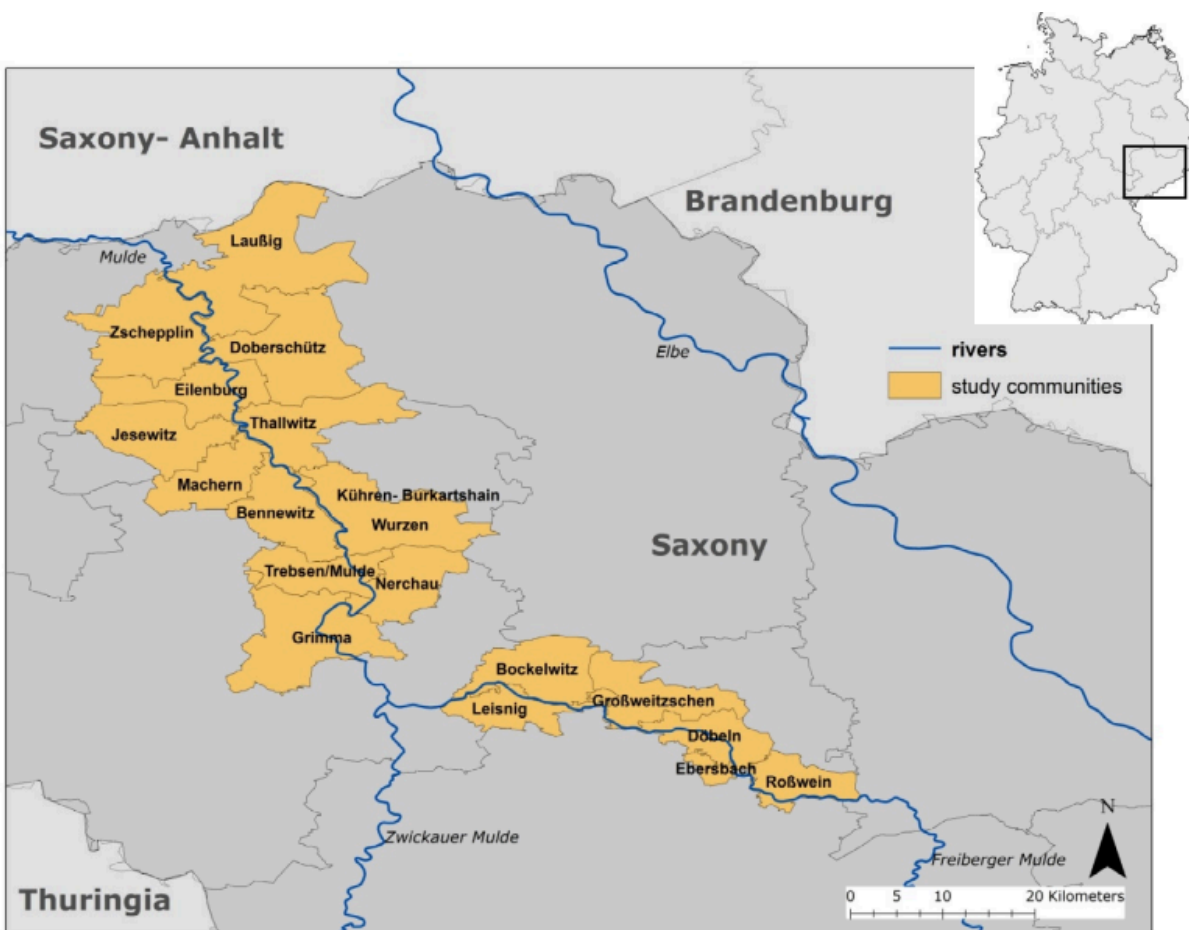 Saxony- Anhalt
Brandenburg
Laußig
Mulde
Zschepplin
Doberschütz
Elbe
rivers
study communities
Eilenburg
Thallwitz
Jesewitz
Machern
Kühren- Burkartshain
Bennewitz
Wurzen
Saxony
Trebsen/Mulde
Nerchau
Grimma
Bockelwitz
Großweitzschen
Leisnig
Döbeln
Ebersbach
Roßwein
Zwickauer Mulde
Freiberger Mulde
N
Thuringia
0 5 10 20 Kilometers